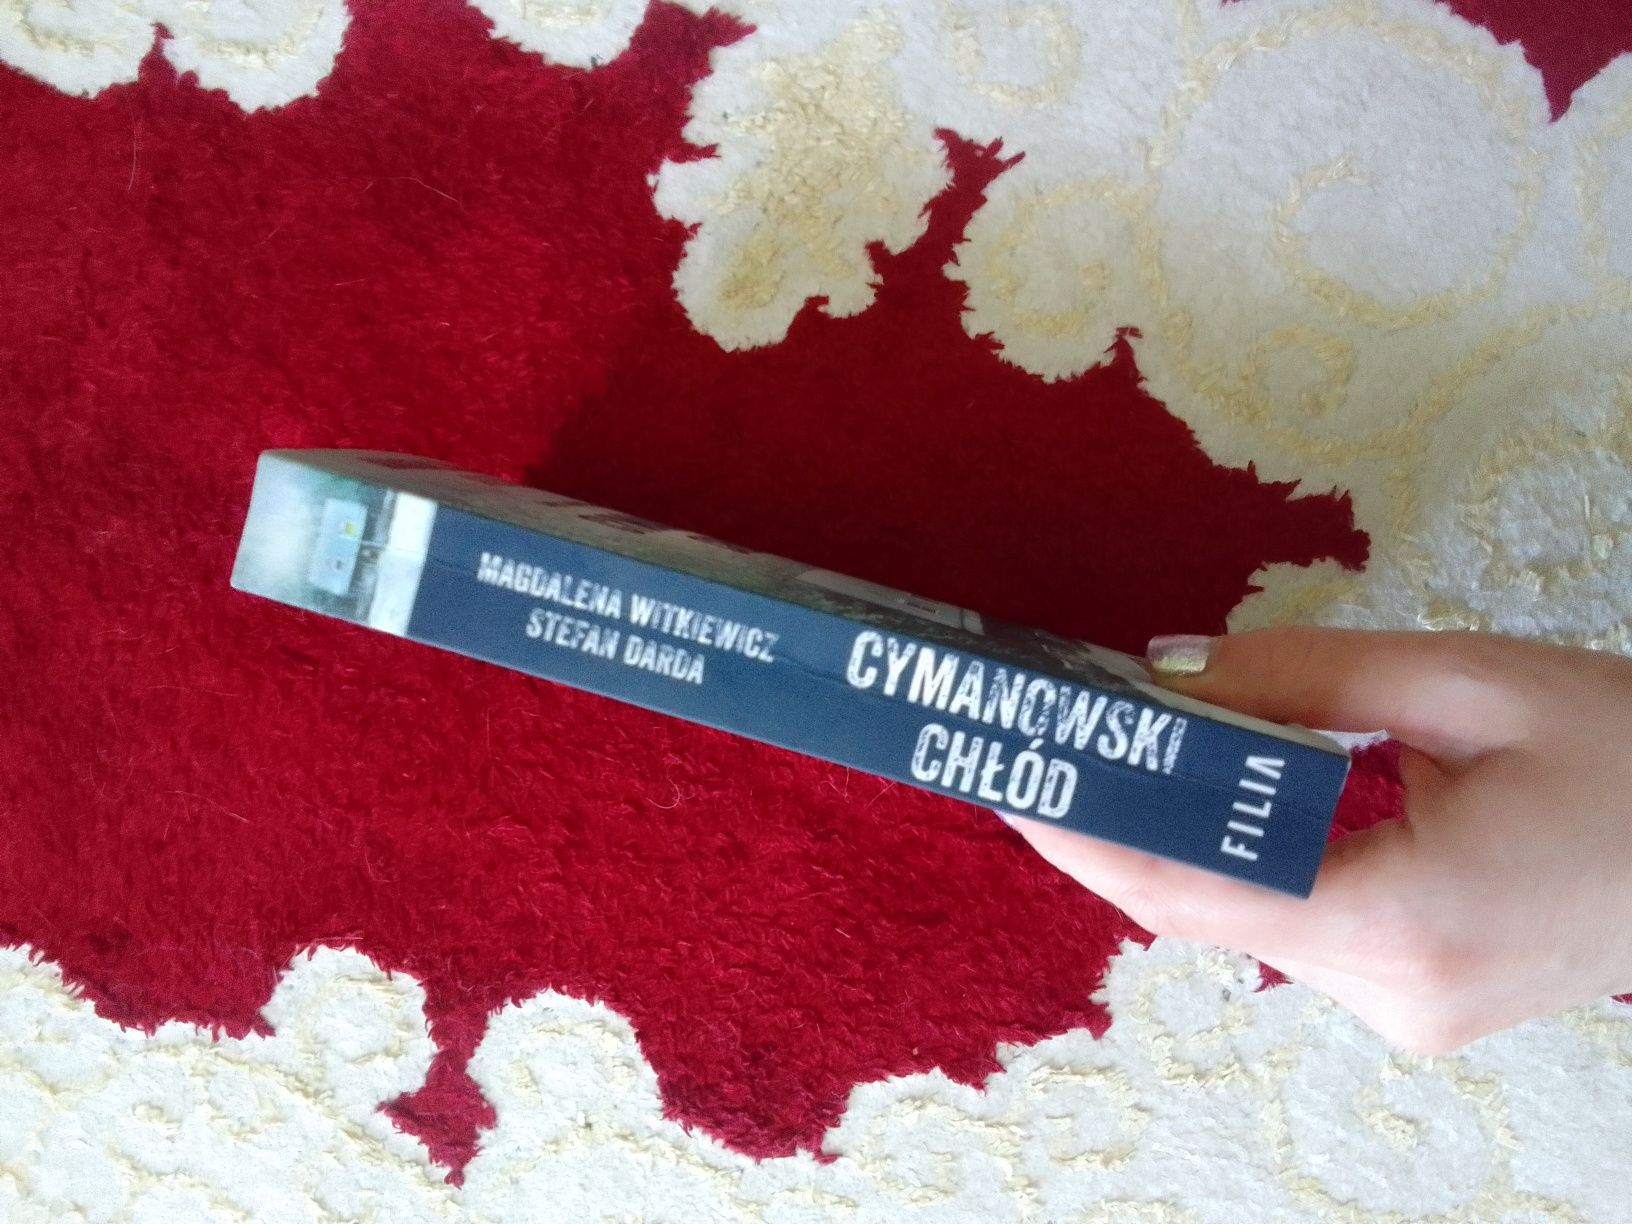 MAGDALENA WITKIEWICZ
STEFAN DARDA
CYMANOWSKI
CHŁÓD
FILIA